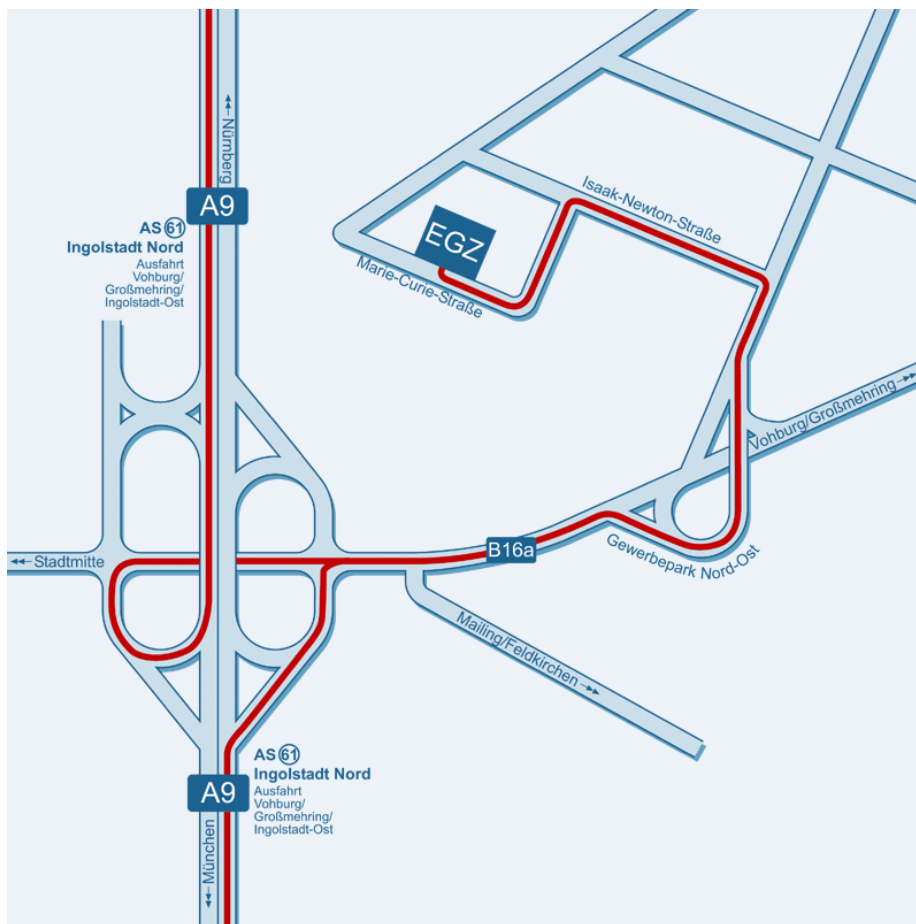 Nürnberg
A9
AS 61
Ingolstadt Nord
Ausfahrt
Vohburg/
Großmehring/
Ingolstadt-Ost
Isaak-Newton-Straße
EGZ
Marie-Curie-Straße
Vohburg/Großmehring
Stadtmitte
B16a
Gewerbepark Nord-Ost
Mailing/Feldkirchen
AS 61
Ingolstadt Nord
Ausfahrt
Vohburg/
Großmehring/
Ingolstadt-Ost
A9
München